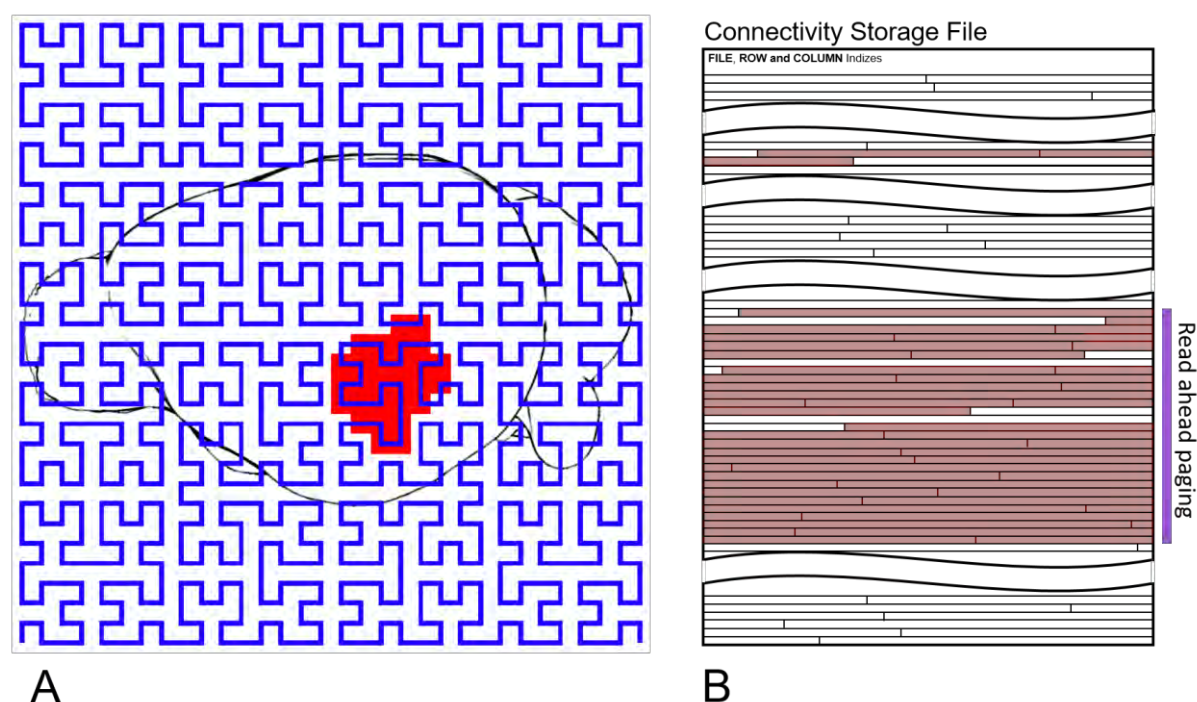 Connectivity Storage File
FILE, ROW and COLUMN Indizes
Read ahead paging
A
B